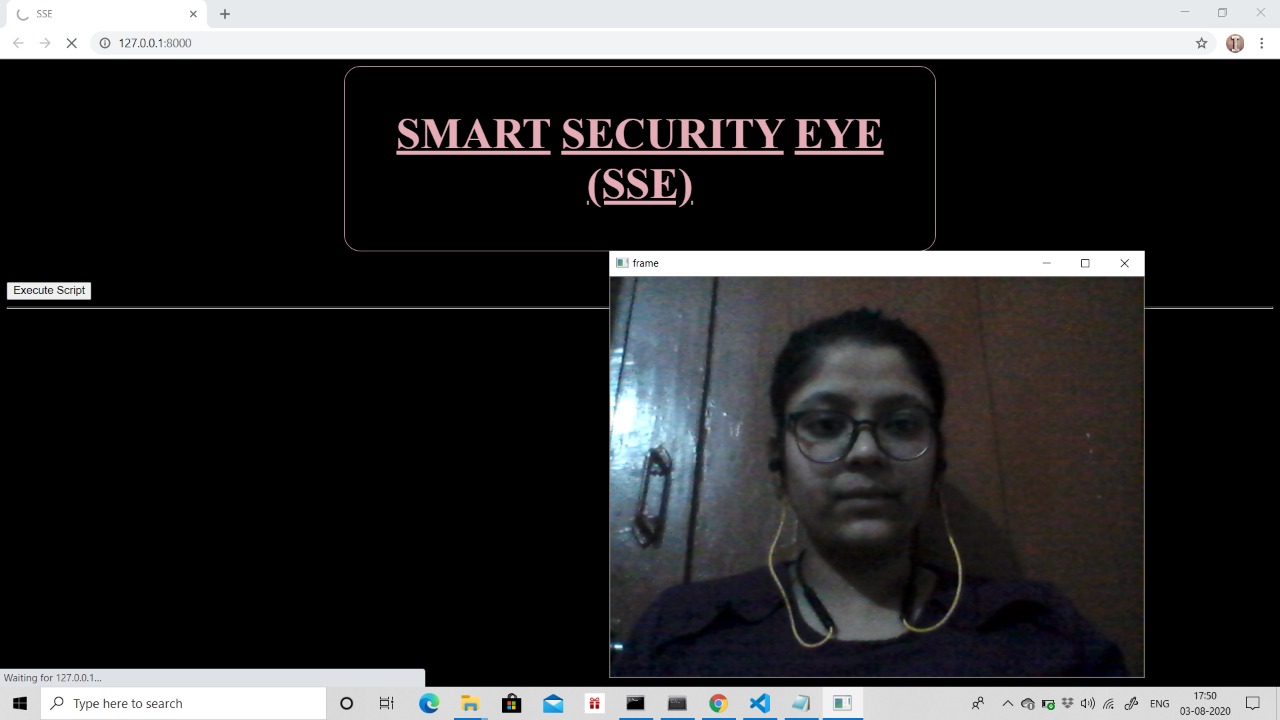 SSE
127.0.0.1:8000
SMART SECURITY EYE
(SSE)
frame
Execute Script
Waiting for 127.0.0.1...
Type here to search
ENG
17:50
03-08-2020